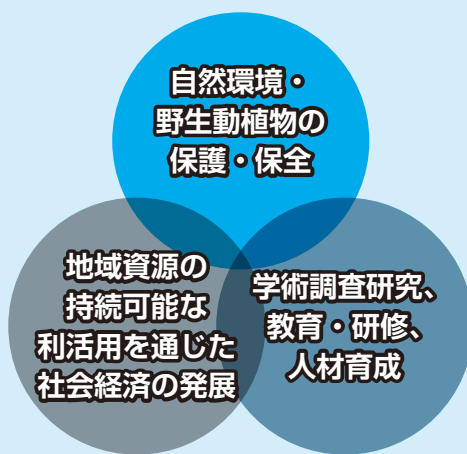 自然環境・
野生動植物の
保護・保全
地域資源の
持続可能な
利活用を通じた
社会経済の発展
学術調査研究、
教育・研修、
人材育成